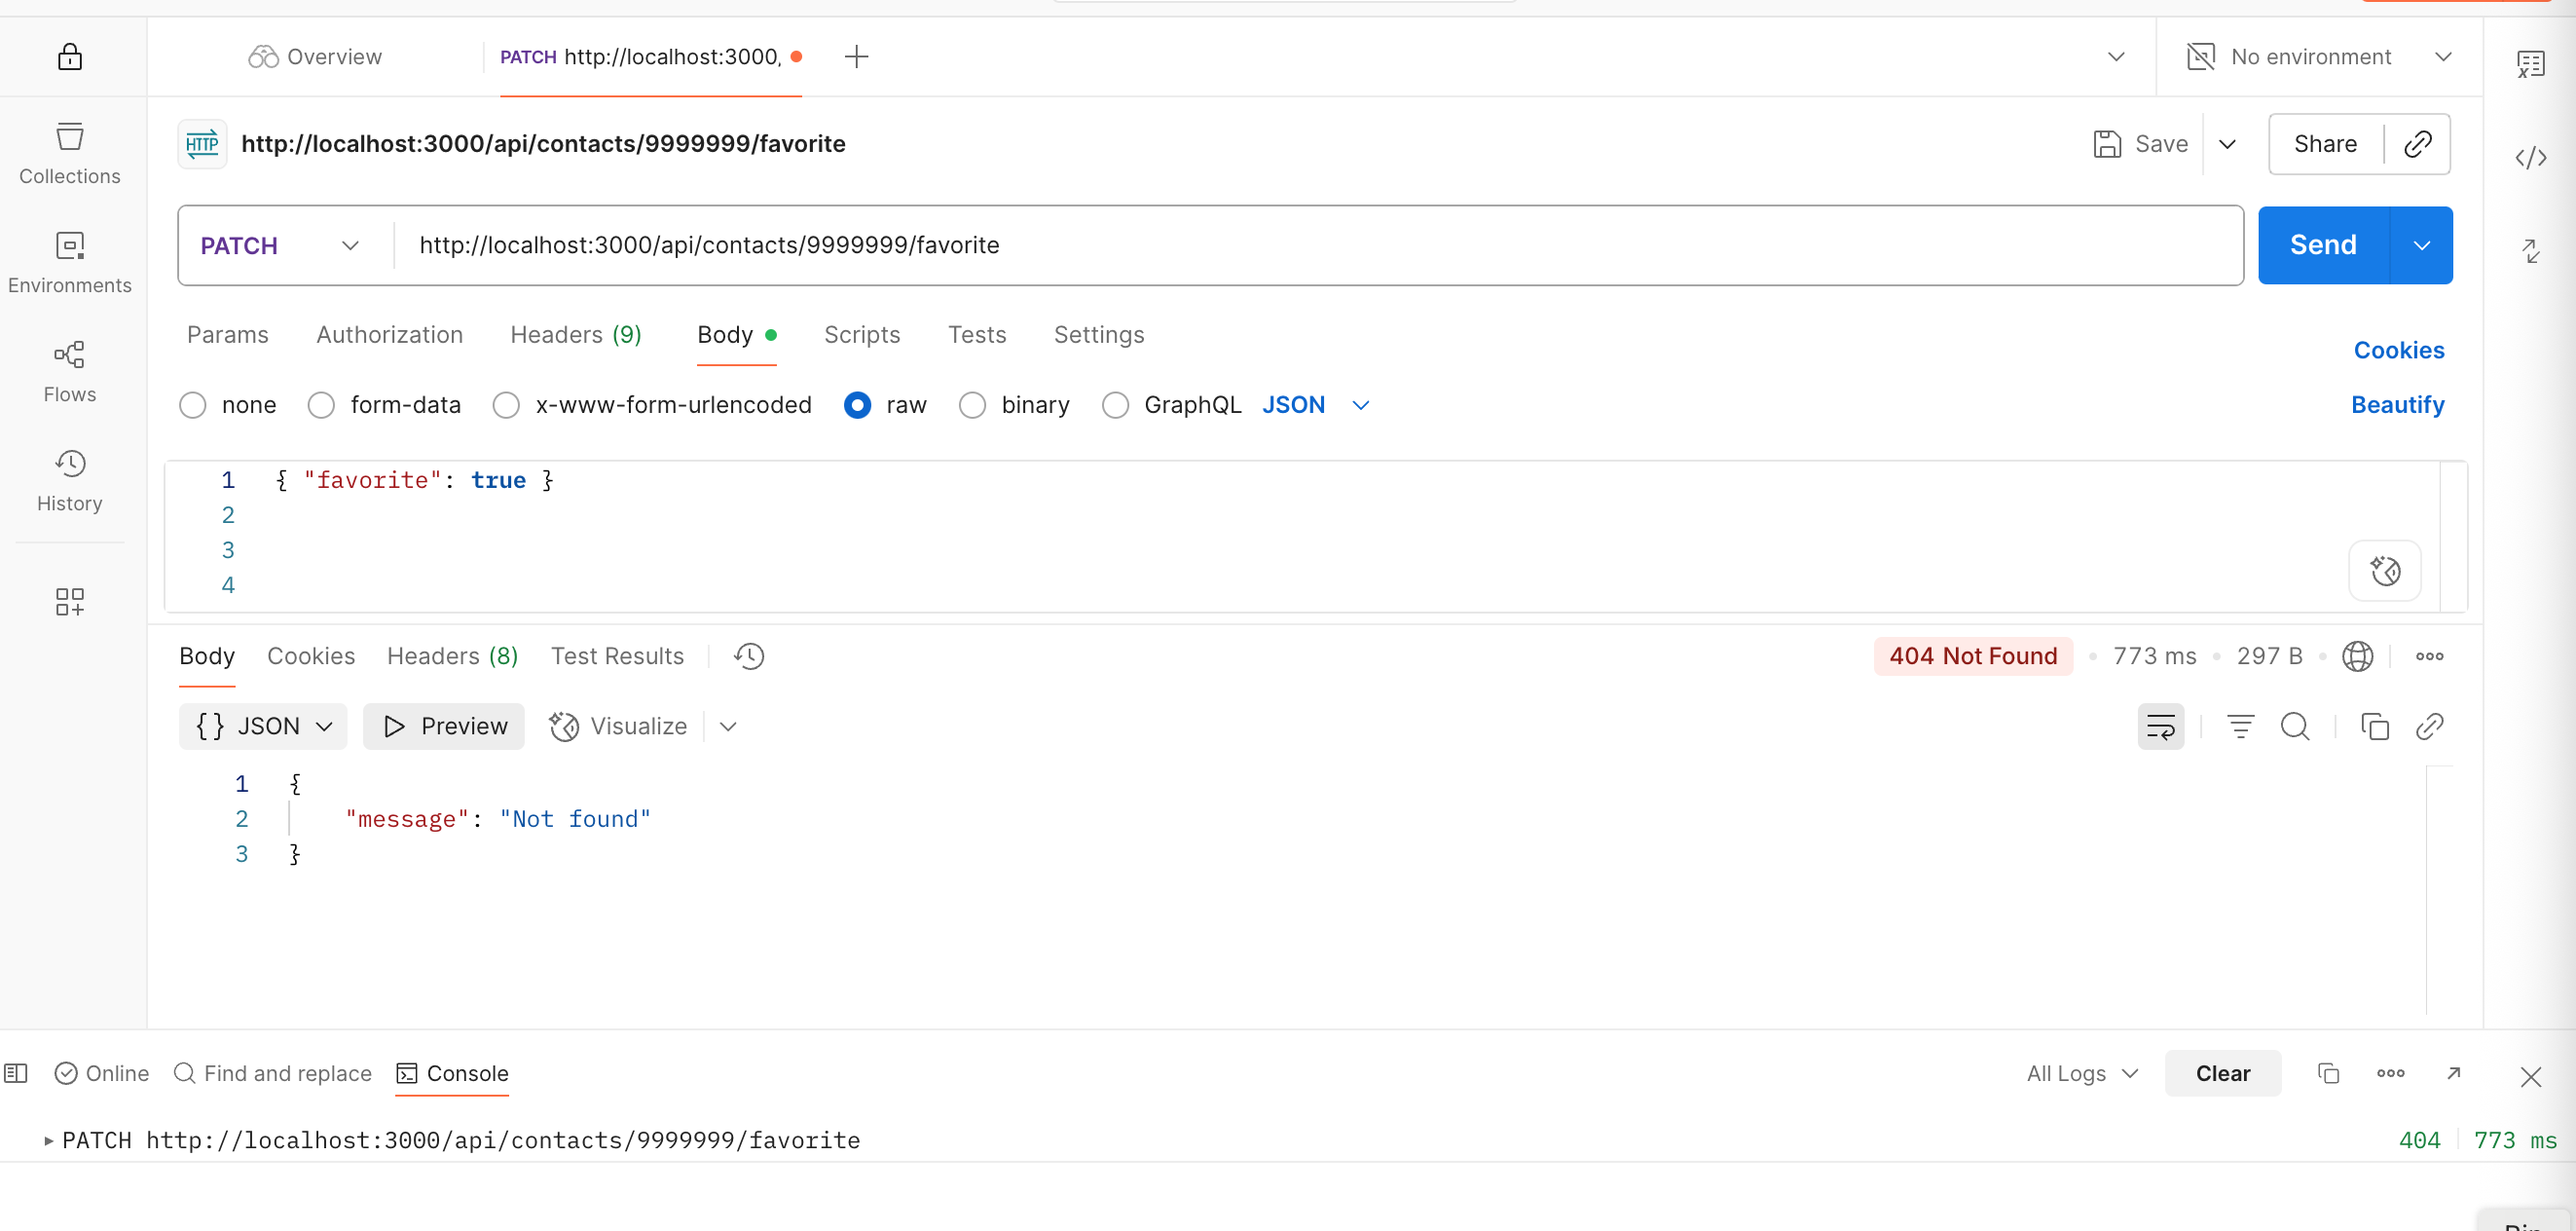 Overview
PATCH http://localhost:3000,
No environment
Collections
Environments
Flows
History
HTTP http://localhost:3000/api/contacts/9999999/favorite
Save
Share
PATCH http://localhost:3000/api/contacts/9999999/favorite
Send
Params Authorization Headers (9) Body Scripts Tests Settings
Cookies
none form-data x-www-form-urlencoded raw binary GraphQL JSON
Beautify
1 { "favorite": true }
2
3
4
Body Cookies Headers (8) Test Results
404 Not Found • 773 ms • 297 B
{} JSON Preview Visualize
1 {
2 "message": "Not found"
3 }
Online Find and replace Console
All Logs Clear
PATCH http://localhost:3000/api/contacts/9999999/favorite
404 773 ms